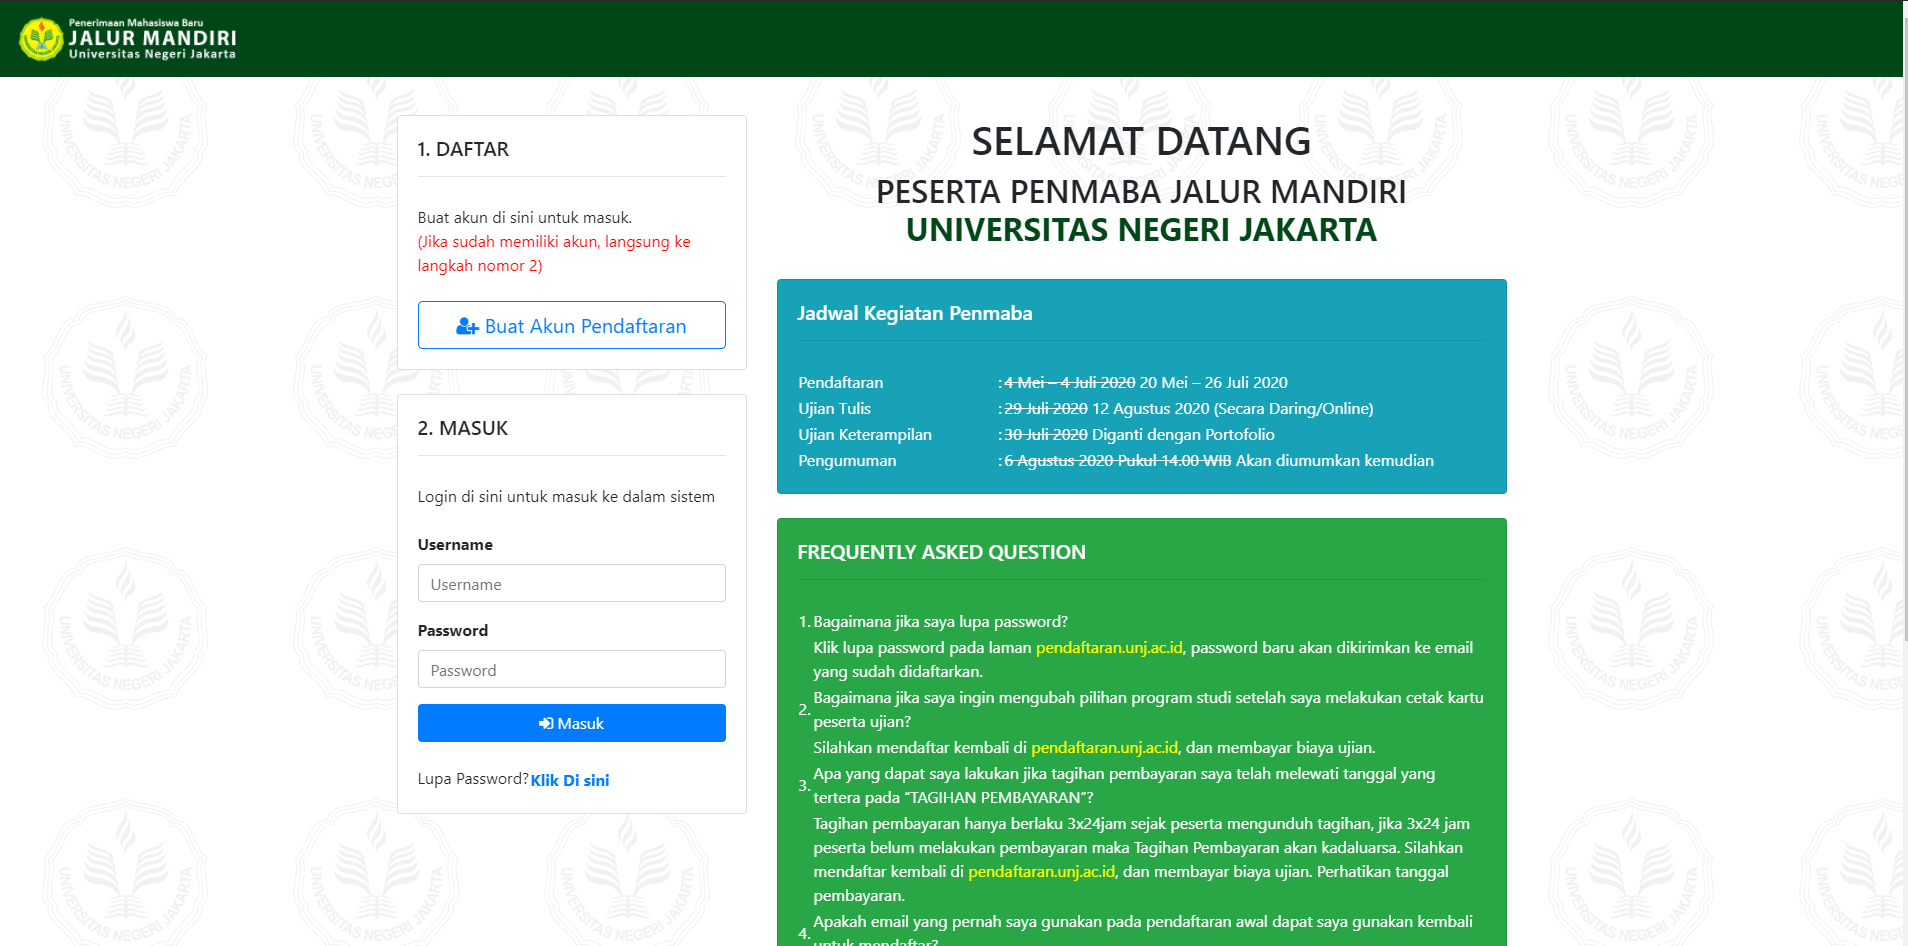 Penerimaan Mahasiswa Baru
JALUR MANDIRI
Universitas Negeri Jakarta
1. DAFTAR
Buat akun di sini untuk masuk.
(Jika sudah memiliki akun, langsung ke
langkah nomor 2)
Buat Akun Pendaftaran
2. MASUK
Login di sini untuk masuk ke dalam sistem
Username
Username
Password
Password
Masuk
Lupa Password? Klik Di sini
SELAMAT DATANG
PESERTA PENMABA JALUR MANDIRI
UNIVERSITAS NEGERI JAKARTA
Jadwal Kegiatan Penmaba
Pendaftaran : 4 Mei – 4 Juli 2020 20 Mei – 26 Juli 2020
Ujian Tulis : 29 Juli 2020 12 Agustus 2020 (Secara Daring/Online)
Ujian Keterampilan : 30 Juli 2020 Diganti dengan Portofolio
Pengumuman : 6 Agustus 2020 Pukul 14.00 WIB Akan diumumkan kemudian
FREQUENTLY ASKED QUESTION
1. Bagaimana jika saya lupa password?
Klik lupa password pada laman pendaftaran.unj.ac.id, password baru akan dikirimkan ke email
yang sudah didaftarkan.
2. Bagaimana jika saya ingin mengubah pilihan program studi setelah saya melakukan cetak kartu
peserta ujian?
Silahkan mendaftar kembali di pendaftaran.unj.ac.id, dan membayar biaya ujian.
3. Apa yang dapat saya lakukan jika tagihan pembayaran saya telah melewati tanggal yang
tertera pada “TAGIHAN PEMBAYARAN”?
Tagihan pembayaran hanya berlaku 3x24jam sejak peserta mengunduh tagihan, jika 3x24 jam
peserta belum melakukan pembayaran maka Tagihan Pembayaran akan kadaluarsa. Silahkan
mendaftar kembali di pendaftaran.unj.ac.id, dan membayar biaya ujian. Perhatikan tanggal
pembayaran.
4. Apakah email yang pernah saya gunakan pada pendaftaran awal dapat saya gunakan kembali
untuk mendaftar?